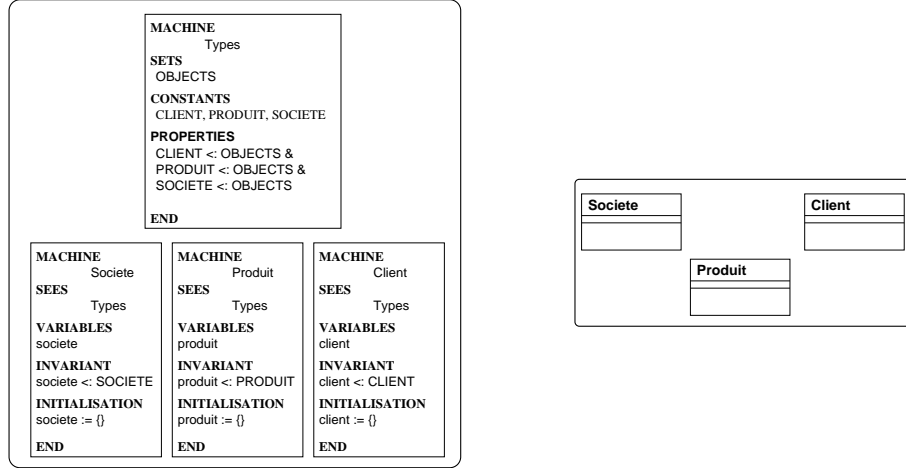 MACHINE
Types
SETS
OBJECTS
CONSTANTS
CLIENT, PRODUIT, SOCIETE
PROPERTIES
CLIENT <: OBJECTS &
PRODUIT <: OBJECTS &
SOCIETE <: OBJECTS
END
MACHINE
Societe
SEES
Types
VARIABLES
societe
INVARIANT
societe <: SOCIETE
INITIALISATION
societe := {}
END
MACHINE
Produit
SEES
Types
VARIABLES
produit
INVARIANT
produit <: PRODUIT
INITIALISATION
produit := {}
END
MACHINE
Client
SEES
Types
VARIABLES
client
INVARIANT
client <: CLIENT
INITIALISATION
client := {}
END
Societe
Client
Produit